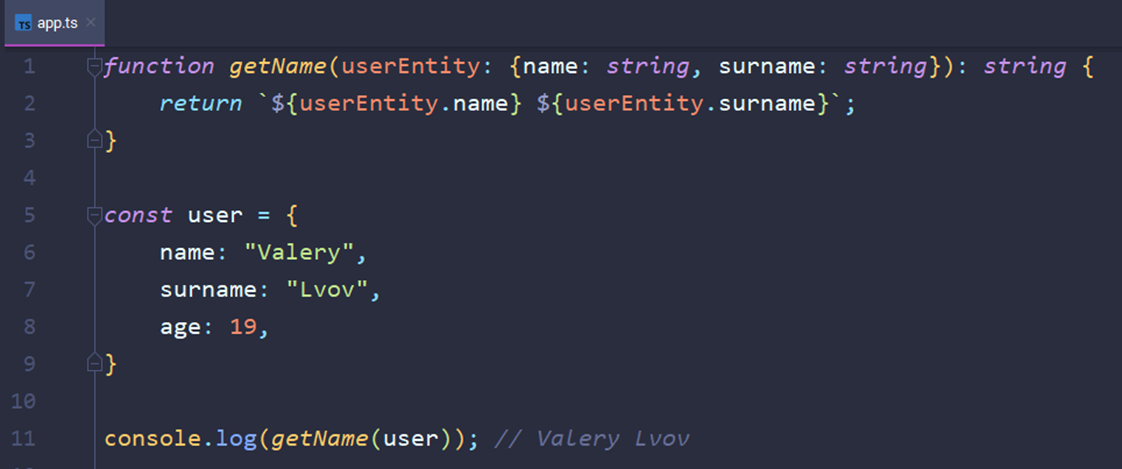 TS app.ts ×
1 function getName(userEntity: {name: string, surname: string}): string {
2     return `${userEntity.name} ${userEntity.surname}`;
3 }
4
5 const user = {
6     name: "Valery",
7     surname: "Lvov",
8     age: 19,
9 }
10
11 console.log(getName(user)); // Valery Lvov